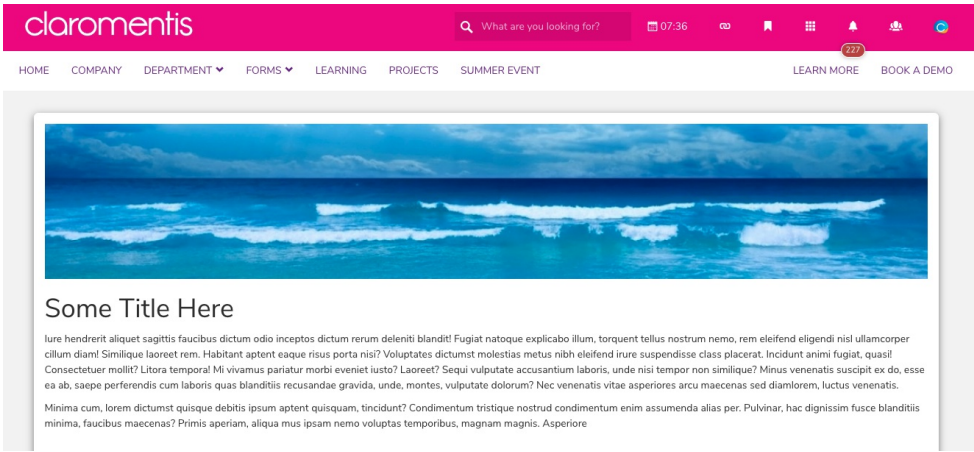 claromentis
What are you looking for?
07:36
227
HOME
COMPANY
DEPARTMENT
FORMS
LEARNING
PROJECTS
SUMMER EVENT
LEARN MORE
BOOK A DEMO
Some Title Here
Iure hendrerit aliquet sagittis faucibus dictum odio inceptos dictum rerum deleniti blandit! Fugiat natoque explicabo illum, torquent tellus nostrum nemo, rem eleifend eligendi nisl ullamcorper
cillum diam! Similique laoreet rem. Habitant aptent eaque risus porta nisi? Voluptates dictumst molestias metus nibh eleifend irure suspendisse class placerat. Incidunt animi fugiat, quasi!
Consectetuer mollit? Litora tempora! Mi vivamus pariatur morbi eveniet iusto? Laoreet? Sequi vulputate accusantium laboris, unde nisi tempor non similique? Minus venenatis suscipit ex do, esse
ea ab, saepe perferendis cum laboris quas blanditiis recusandae gravida, unde, montes, vulputate dolorum? Nec venenatis vitae asperiores arcu maecenas sed diamlorem, luctus venenatis.
Minima cum, lorem dictumst quisque debitis ipsum aptent quisquam, tincidunt? Condimentum tristique nostrud condimentum enim assumenda alias per. Pulvinar, hac dignissim fusce blanditiis
minima, faucibus maecenas? Primis aperiam, aliqua mus ipsam nemo voluptas temporibus, magnam magnis. Asperiore